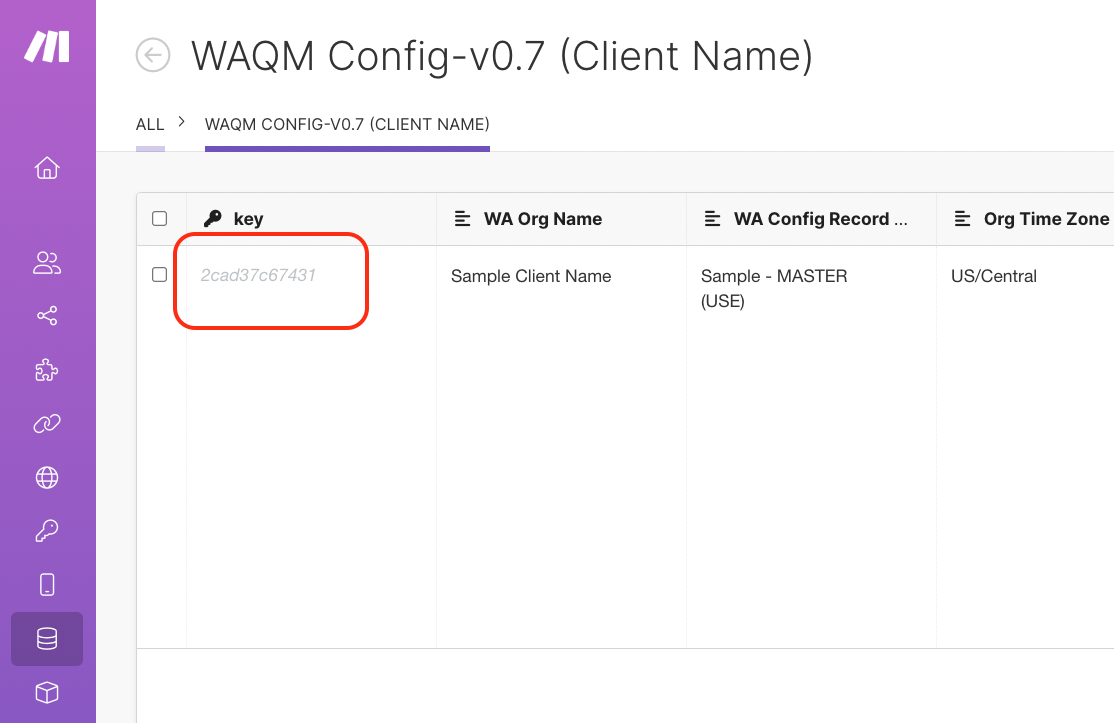 WAQM Config-v0.7 (Client Name)
ALL > WAQM CONFIG-V0.7 (CLIENT NAME)
key WA Org Name WA Config Record ... Org Time Zone
2cad37c67431 Sample Client Name Sample - MASTER US/Central
(USE)